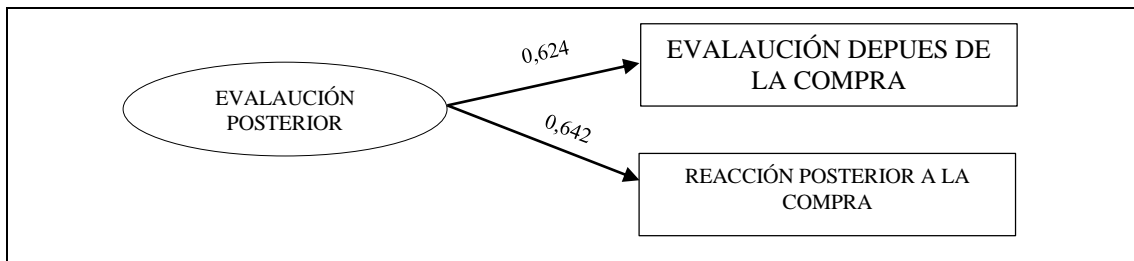 EVALAUCIÓN
POSTERIOR
0,624
EVALAUCIÓN DEPUES DE
LA COMPRA
0,642
REACCIÓN POSTERIOR A LA
COMPRA